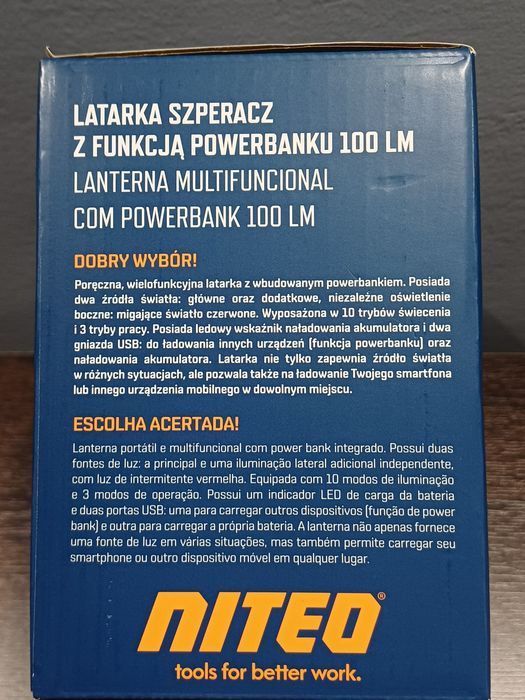 LATARKA SZPERACZ
Z FUNKCJĄ POWERBANKU 100 LM
LANTERNA MULTIFUNCIONAL
COM POWERBANK 100 LM
DOBRY WYBÓR!
Poręczna, wielofunkcyjna latarka z wbudowanym powerbankiem. Posiada
dwa źródła światła: główne oraz dodatkowe, niezależne oświetlenie
boczne: migające światło czerwone. Wyposażona w 10 trybów świecenia
i 3 tryby pracy. Posiada ledowy wskaźnik naładowania akumulatora i dwa
gniazda USB: do ładowania innych urządzeń (funkcja powerbanku) oraz
naładowania akumulatora. Latarka nie tylko zapewnia źródło światła
w różnych sytuacjach, ale pozwala także na ładowanie Twojego smartfona
lub innego urządzenia mobilnego w dowolnym miejscu.
ESCOLHA ACERTADA!
Lanterna portátil e multifuncional com power bank integrado. Possui duas
fontes de luz: a principal e uma iluminação lateral adicional independente,
com luz de intermitente vermelha. Equipada com 10 modos de iluminação
e 3 modos de operação. Possui um indicador LED de carga da bateria
e duas portas USB: uma para carregar outros dispositivos (função de power
bank) e outra para carregar a própria bateria. A lanterna não apenas fornece
uma fonte de luz em várias situações, mas também permite carregar seu
smartphone ou outro dispositivo móvel em qualquer lugar.
NITEO®
tools for better work.